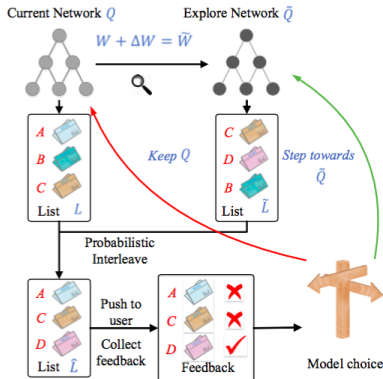 Current Network Q
Explore Network Q̃
W + ΔW = W̃
A
B
C
List L
C
D
B
List L̃
Keep Q
Step towards
Q̃
Probabilistic
Interleave
A
C
D
List L̂
Push to
user
Collect
feedback
A
C
D
Feedback
Model choice